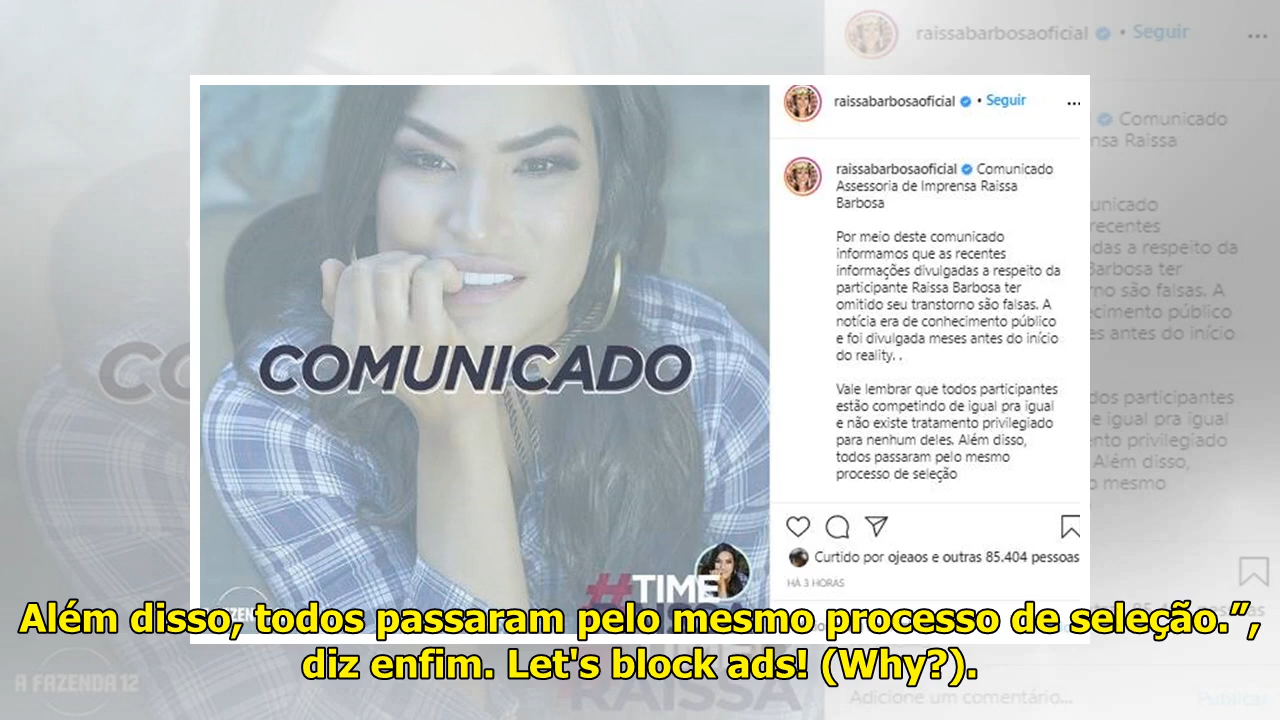 raissabarbosaoficial • Seguir
raissabarbosaoficial • Seguir
raissabarbosaoficial Comunicado
Assessoria de Imprensa Raissa
Barbosa
Por meio deste comunicado
informamos que as recentes
informações divulgadas a respeito da
participante Raissa Barbosa ter
omitido seu transtorno são falsas. A
notícia era de conhecimento público
e foi divulgada meses antes do início
do reality. .
Vale lembrar que todos participantes
estão competindo de igual pra igual
e não existe tratamento privilegiado
para nenhum deles. Além disso,
todos passaram pelo mesmo
processo de seleção
COMUNICADO
Curtido por ojeaos e outras 85.404 pessoas
HÁ 3 HORAS
#TIME
Além disso, todos passaram pelo mesmo processo de seleção.”,
diz enfim. Let's block ads! (Why?).
A FAZENDA 12
RAISSA
Adicione um comentário... Publicar